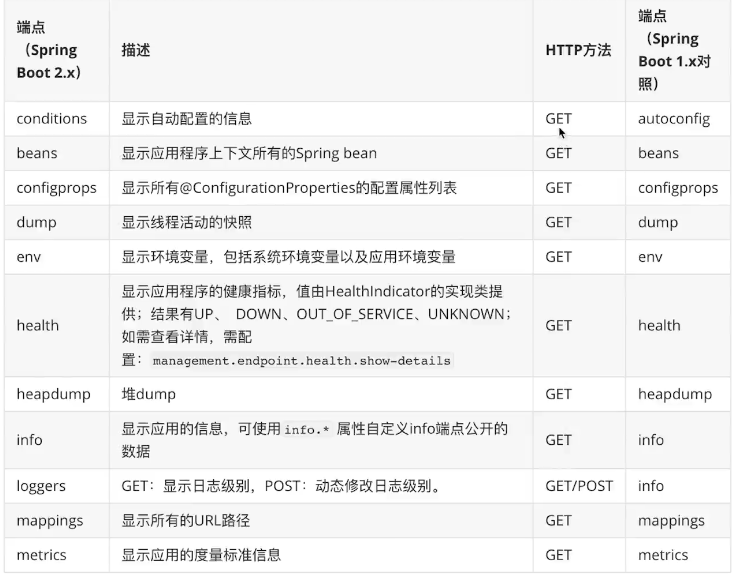 端点
（Spring
Boot 2.x）
描述
HTTP方法
端点
（Spring
Boot 1.x对
照）
conditions 显示自动配置的信息 GET autoconfig
beans 显示应用程序上下文所有的Spring bean GET beans
configprops 显示所有@ConfigurationProperties的配置属性列表 GET configprops
dump 显示线程活动的快照 GET dump
env 显示环境变量，包括系统环境变量以及应用环境变量 GET env
health
显示应用程序的健康指标，值由HealthIndicator的实现类提
供；结果有UP、 DOWN、OUT_OF_SERVICE、UNKNOWN；
如需查看详情，需配
置： management.endpoint.health.show-details
GET health
heapdump 堆dump GET heapdump
info
显示应用的信息，可使用 info.* 属性自定义info端点公开的
数据
GET info
loggers GET：显示日志级别，POST：动态修改日志级别。 GET/POST info
mappings 显示所有的URL路径 GET mappings
metrics 显示应用的度量标准信息 GET metrics